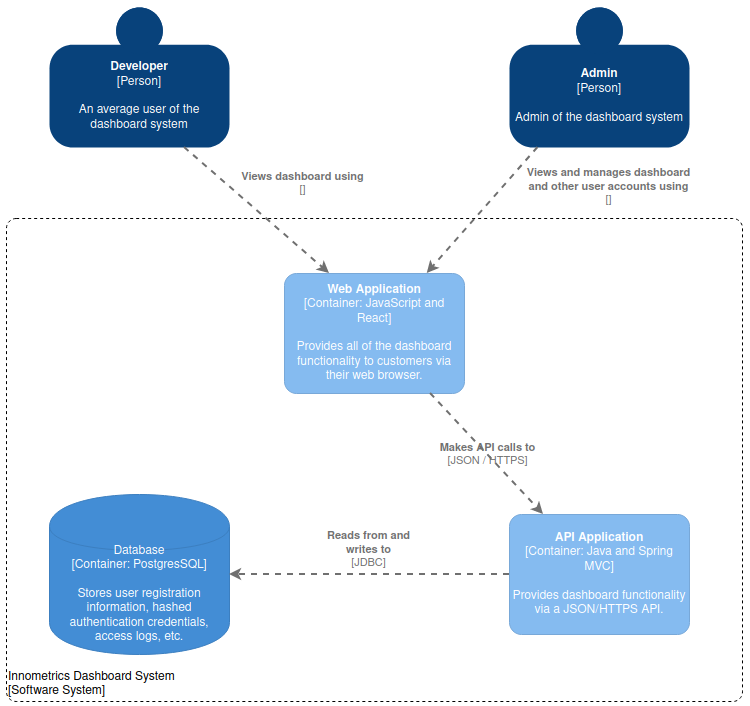 Developer
[Person]
An average user of the
dashboard system
Admin
[Person]
Admin of the dashboard system
Views dashboard using
[]
Views and manages dashboard
and other user accounts using
[]
Web Application
[Container: JavaScript and
React]
Provides all of the dashboard
functionality to customers via
their web browser.
Makes API calls to
[JSON / HTTPS]
Database
[Container: PostgresSQL]
Stores user registration
information, hashed
authentication credentials,
access logs, etc.
Reads from and
writes to
[JDBC]
API Application
[Container: Java and Spring
MVC]
Provides dashboard functionality
via a JSON/HTTPS API.
Innometrics Dashboard System
[Software System]